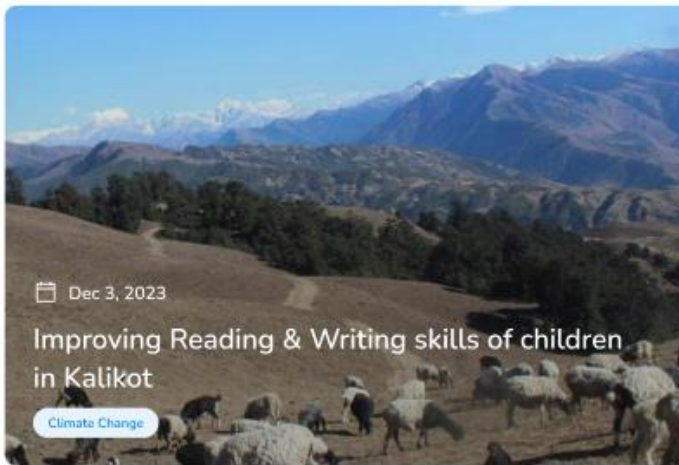 Dec 3, 2023
Improving Reading & Writing skills of children
in Kalikot
Climate Change